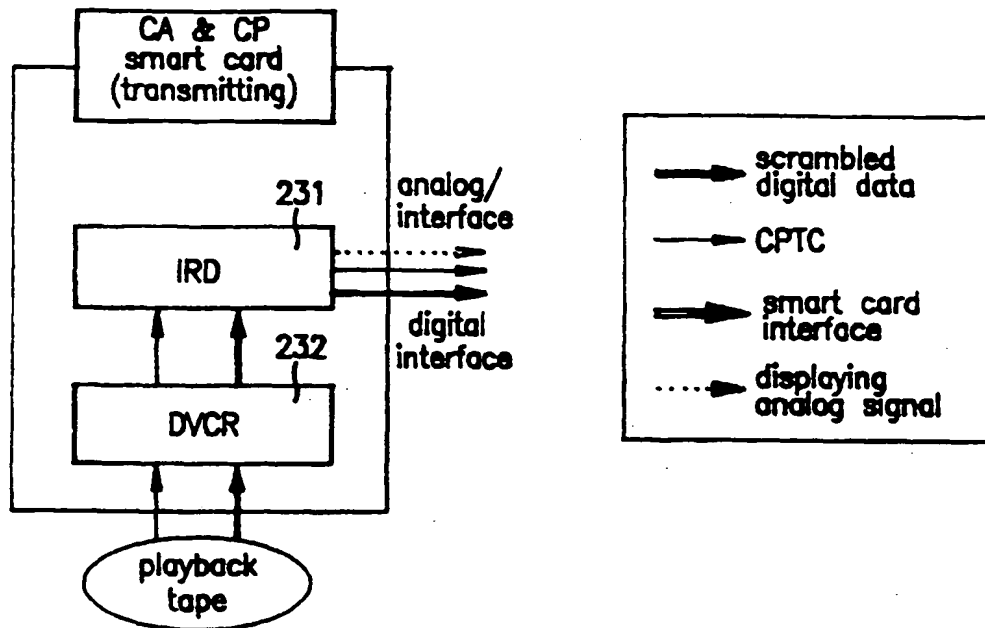 CA & CP
smart card
(transmitting)
231
analog/
interface
IRD
digital
interface
232
DVCR
playback
tape
scrambled
digital data
CPTC
smart card
interface
displaying
analog signal